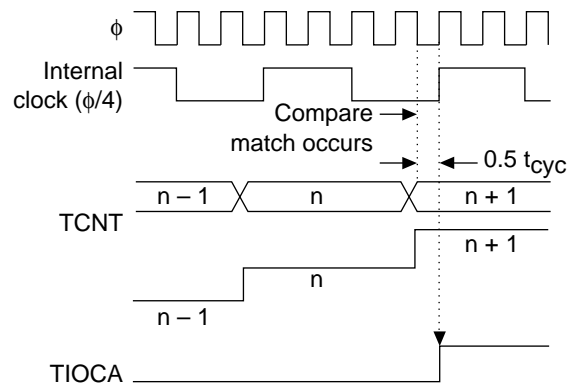 ϕ
Internal
clock (ϕ/4)
Compare
match occurs
0.5 tcyc
n – 1
n
n + 1
TCNT
n + 1
n
n – 1
TIOCA